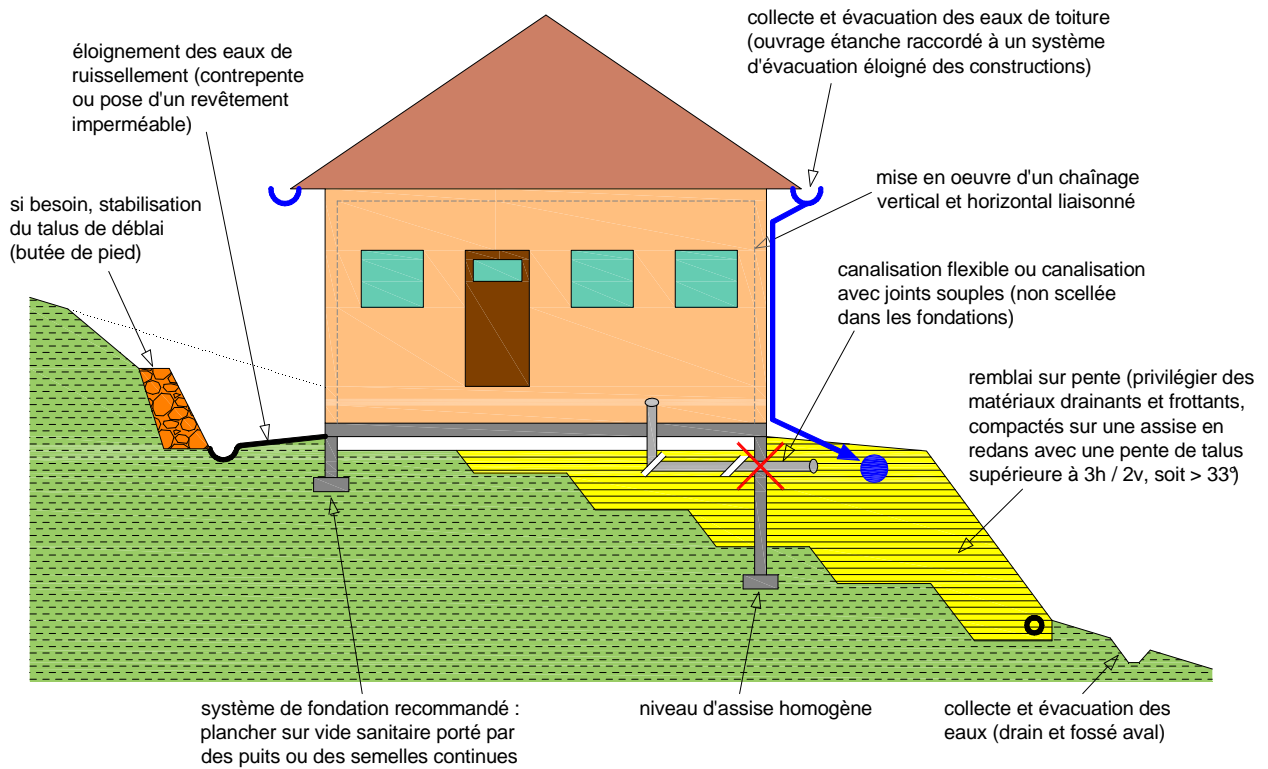 collecte et évacuation des eaux de toiture
(ouvrage étanche raccordé à un système
d'évacuation éloigné des constructions)
éloignement des eaux de
ruissellement (contrepente
ou pose d'un revêtement
imperméable)
mise en oeuvre d'un chaînage
vertical et horizontal liaisonné
si besoin, stabilisation
du talus de déblai
(butée de pied)
canalisation flexible ou canalisation
avec joints souples (non scellée
dans les fondations)
remblai sur pente (privilégier des
matériaux drainants et frottants,
compactés sur une assise en
redans avec une pente de talus
supérieure à 3h / 2v, soit > 33°)
système de fondation recommandé :
plancher sur vide sanitaire porté par
des puits ou des semelles continues
niveau d'assise homogène
collecte et évacuation des
eaux (drain et fossé aval)